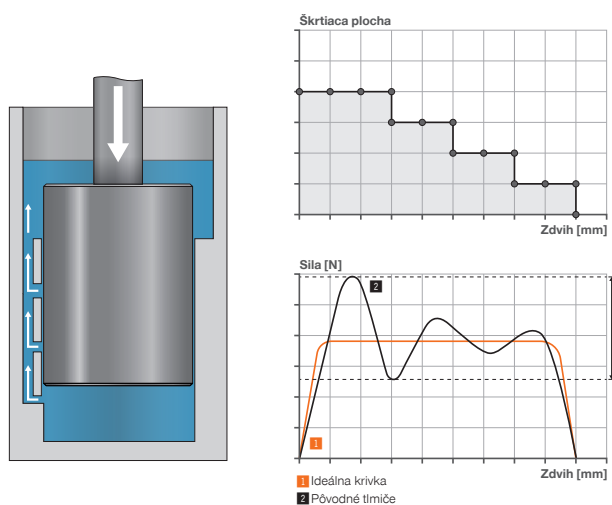 Škrtiaca plocha
Zdvih [mm]
Sila [N]
2
1
Zdvih [mm]
1 Ideálna krivka
2 Pôvodné tlmiče